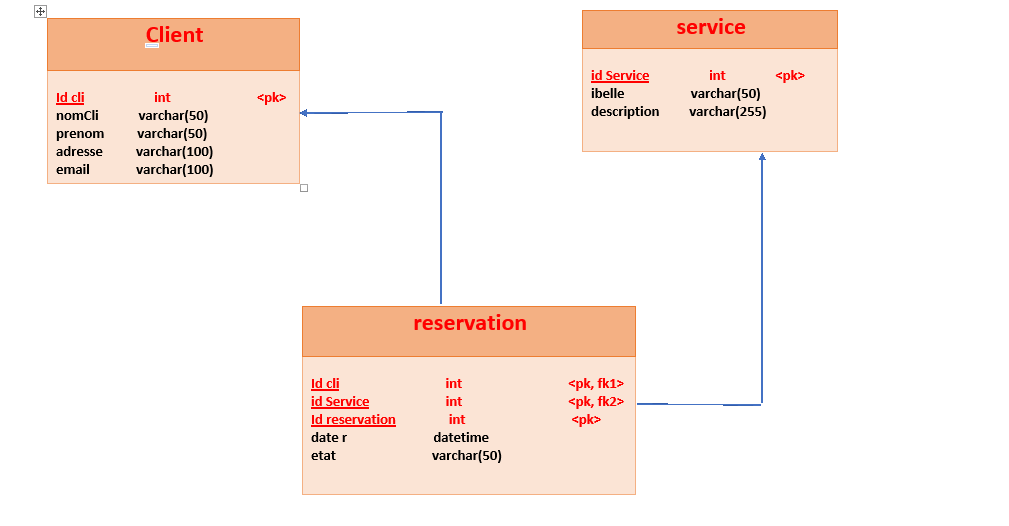 Client
Id cli int <pk>
nomCli varchar(50)
prenom varchar(50)
adresse varchar(100)
email varchar(100)
service
id Service int <pk>
ibelle varchar(50)
description varchar(255)
reservation
Id cli int <pk, fk1>
id Service int <pk, fk2>
Id reservation int <pk>
date r datetime
etat varchar(50)